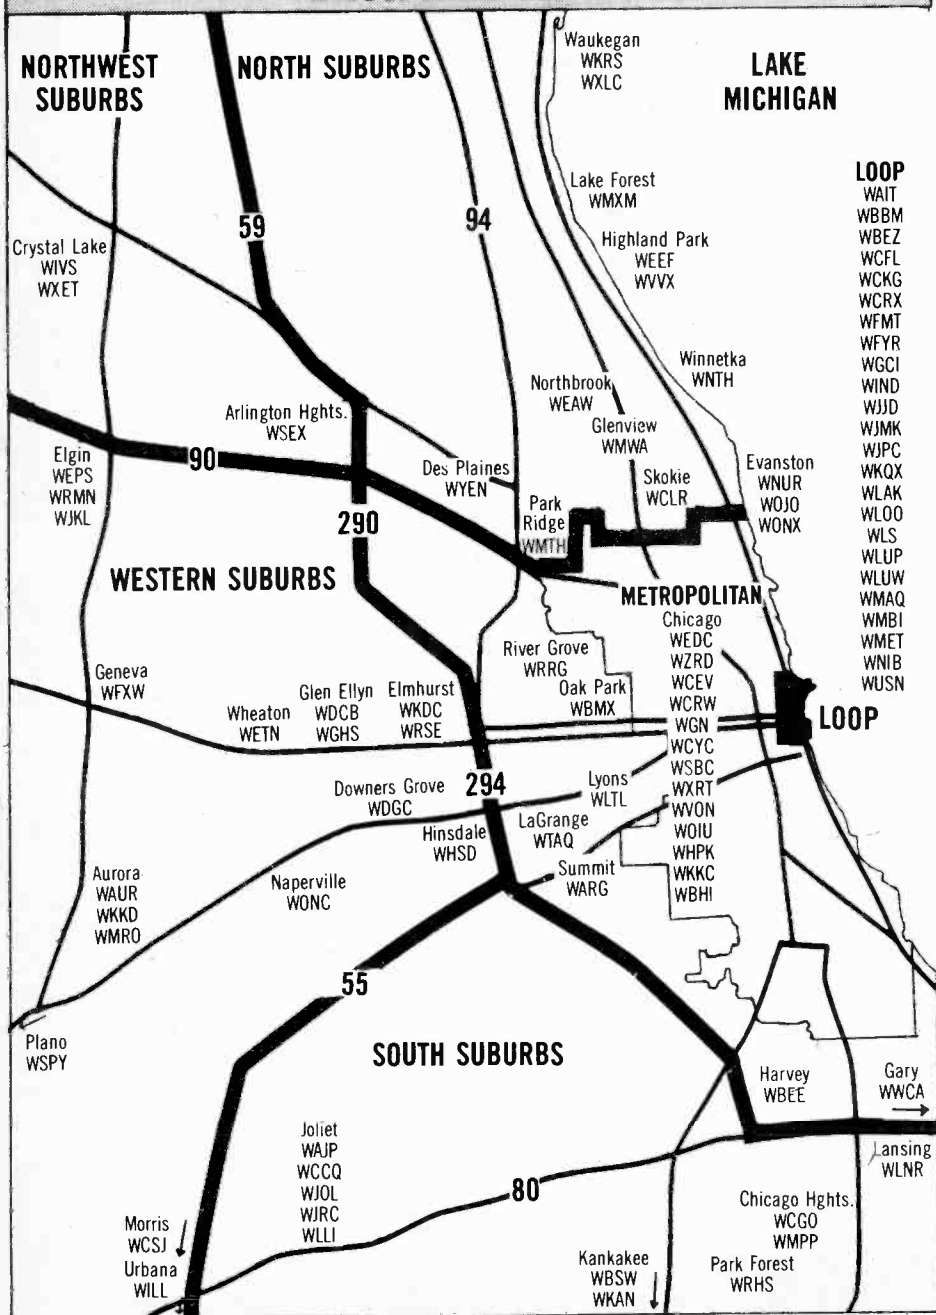 NORTHWEST
SUBURBS
NORTH SUBURBS
LAKE
MICHIGAN
Waukegan
WKRS
WXLC
Lake Forest
WMXM
Highland Park
WEEF
WVVX
LOOP
WAIT
WBBM
WBEZ
WCFL
WCKG
WCRX
WFMT
WFYR
WGCI
WIND
WJJD
WJMK
WJPC
WKQX
WLAK
WLOO
WLS
WLUP
WLUW
WMAQ
WMBI
WMET
WNIB
WUSN
59
94
Crystal Lake
WIVS
WXET
Winnetka
WNTH
Northbrook
WEAW
Arlington Hghts.
WSEX
Glenview
WMWA
90
Elgin
WEPS
WRMN
WJKL
Des Plaines
WYEN
Skokie
WCLR
Evanston
WNUR
WOJO
WONX
Park
Ridge
WMTH
290
WESTERN SUBURBS
METROPOLITAN
Chicago
WEDC
WZRD
WCEV
WCRW
WGN
WCYC
WSBC
WXRT
WVON
WOIU
WHPK
WKKC
WBHI
River Grove
WRRG
Geneva
WFXW
Wheaton
WETN
Glen Ellyn
WDCB
WGHS
Elmhurst
WKDC
WRSE
Oak Park
WBMX
LOOP
294
Downers Grove
WDGC
Lyons
WLTL
Hinsdale
WHSD
LaGrange
WTAQ
Summit
WARG
Aurora
WAUR
WKKD
WMRO
Naperville
WONC
55
Plano
WSPY
SOUTH SUBURBS
Harvey
WBEE
Gary
WWCA
Lansing
WLNR
Joliet
WAJP
WCCQ
WJOL
WJRC
WLLI
80
Morris
WCSJ
Urbana
WILL
Chicago Hghts.
WCGO
WMPP
Kankakee
WBSW
WKAN
Park Forest
WRHS